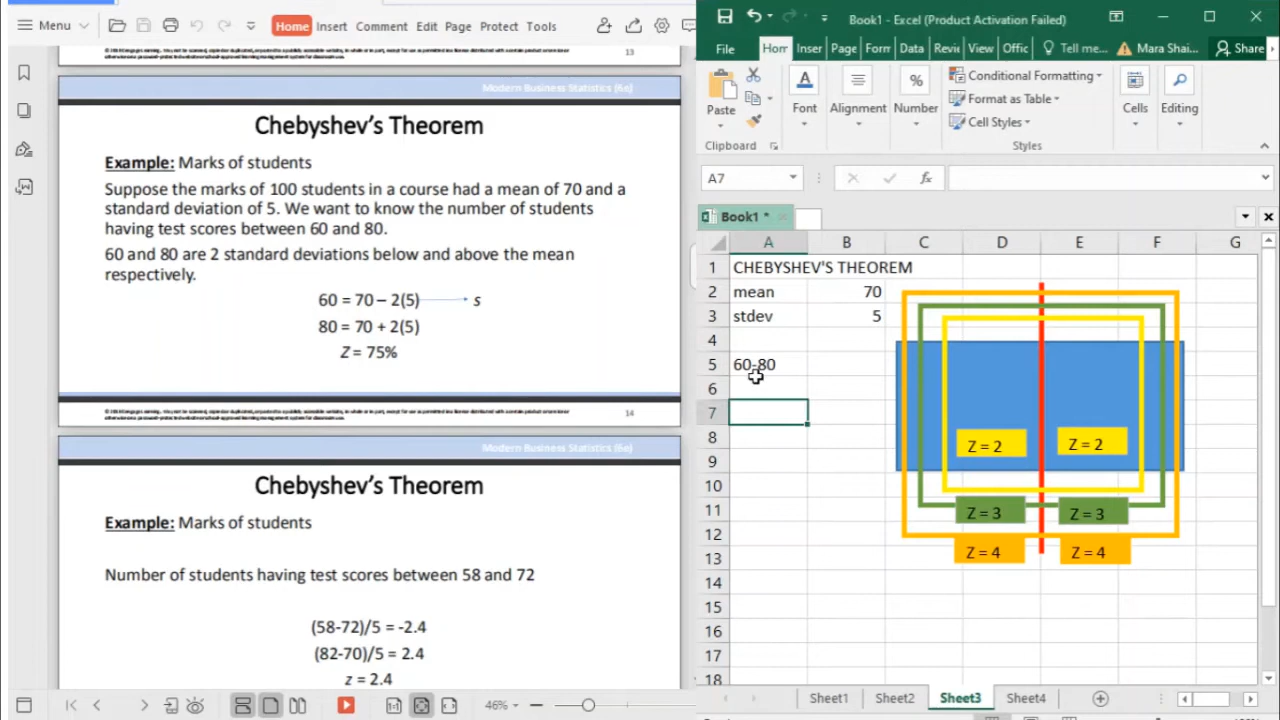 Menu
Home
Insert
Comment
Edit
Page
Protect
Tools
13
Modern Business Statistics (6e)
Chebyshev's Theorem
Example: Marks of students
Suppose the marks of 100 students in a course had a mean of 70 and a
standard deviation of 5. We want to know the number of students
having test scores between 60 and 80.
60 and 80 are 2 standard deviations below and above the mean
respectively.
60 = 70 – 2(5) s
80 = 70 + 2(5)
Z = 75%
14
Modern Business Statistics (6e)
Chebyshev's Theorem
Example: Marks of students
Number of students having test scores between 58 and 72
(58-72)/5 = -2.4
(82-70)/5 = 2.4
z = 2.4
46%
Book1 - Excel (Product Activation Failed)
File
Hom
Inser
Page
Form
Data
Revie
View
Offic
Tell me...
Mara Shai...
Share
Paste
Clipboard
Font
Alignment
Number
Conditional Formatting
Format as Table
Cell Styles
Styles
Cells
Editing
A7
fx
Book1 *
A B C D E F G
1 CHEBYSHEV'S THEOREM
2 mean 70
3 stdev 5
4
5 60-80
6
7
8 Z = 2 Z = 2
9
10
11 Z = 3 Z = 3
12
13 Z = 4 Z = 4
14
15
16
17
18
Sheet1
Sheet2
Sheet3
Sheet4